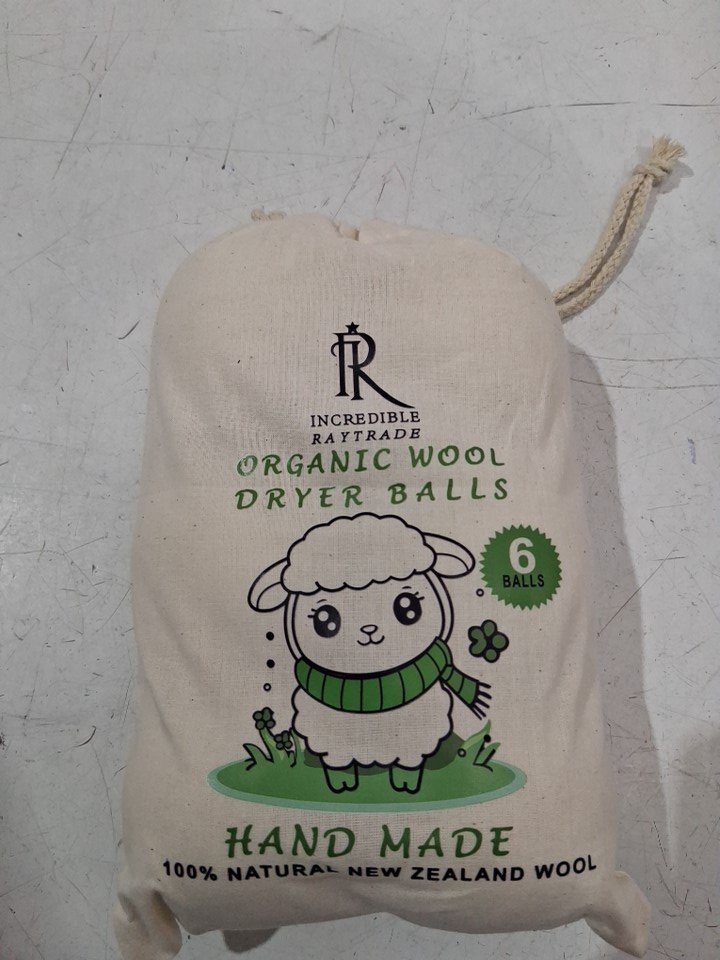 R
INCREDIBLE
RAYTRADE
ORGANIC WOOL
DRYER BALLS
6
BALLS
HAND MADE
100% NATURAL NEW ZEALAND WOOL